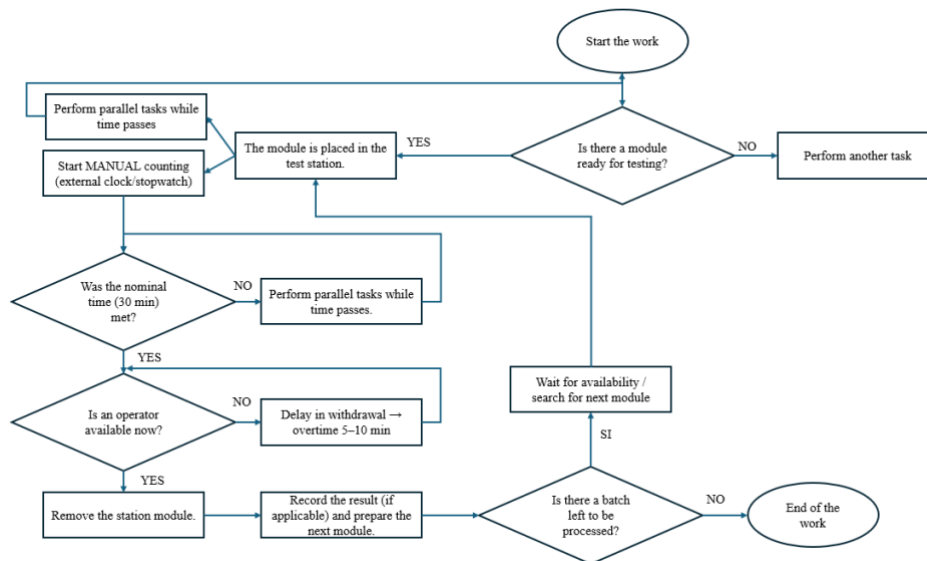 Start the work
Perform parallel tasks while
time passes
The module is placed in the
test station.
YES
Is there a module
ready for testing?
NO
Perform another task
Start MANUAL counting
(external clock/stopwatch)
Was the nominal
time (30 min)
met?
NO
Perform parallel tasks while
time passes.
YES
Is an operator
available now?
NO
Delay in withdrawal →
overtime 5–10 min
Wait for availability /
search for next module
SI
YES
Remove the station module.
Record the result (if
applicable) and prepare the
next module.
Is there a batch
left to be
processed?
NO
End of the
work